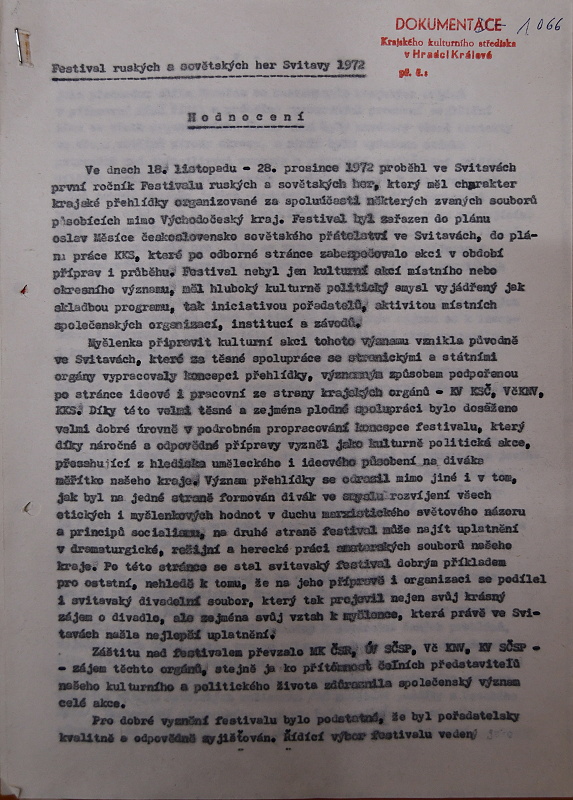 DOKUMENTACE
1066
Krajského kulturního střediska
v Hradci Králové
př. č.:
Festival ruských a sovětských her Svitavy 1972
Hodnocení
Ve dnech 18. listopadu - 28. prosince 1972 proběhl ve Svitavách
první ročník Festivalu ruských a sovětských her, který měl charakter
krajské přehlídky organizované za spoluúčasti některých zvaných souborů
působících mimo Východočeský kraj. Festival byl zařazen do plánu
oslav Měsíce československo sovětského přátelství ve Svitavách, do plá-
nu práce KKS, které po odborné stránce zabezpečovalo akci v období
příprav i průběhu. Festival nebyl jen kulturní akcí místního nebo
okresního významu, měl hluboký kulturně politický smysl vyjádřený jak
skladbou programu, tak iniciativou pořadatelů, aktivitou místních
společenských organizací, institucí a závodů.
Myšlenka připravit kulturní akci tohoto významu vznikla původně
ve Svitavách, které za těsné spolupráce se stranickými a státními
orgány vypracovaly koncepci přehlídky, významným způsobem podpořenou
po stránce ideové i pracovní ze strany krajských orgánů - KV KSČ, VčKNV,
KKS. Díky této velmi těsné a zejména plodné spolupráci bylo dosaženo
velmi dobré úrovně v podrobném propracování koncepce festivalu, který
díky náročné a odpovědné přípravy vyzněl jako kulturně politická akce,
přesahující z hlediska uměleckého i ideového působení na diváka
měřítko našeho kraje. Význam přehlídky se odrazil mimo jiné i v tom,
jak byl na jedné straně formován divák ve smyslu rozvíjení všech
etických i myšlenkových hodnot v duchu marxistického světového názoru
a principů socialismu, na druhé straně festival může najít uplatnění
v dramaturgické, režijní a herecké práci amatérských souborů našeho
kraje. Po této stránce se stal svitavský festival dobrým příkladem
pro ostatní, nehledě k tomu, že na jeho přípravě i organizaci se podílel
i svitavský divadelní soubor, který tak projevil nejen svůj krásný
zájem o divadlo, ale zejména svůj vztah k myšlence, která právě ve Svi-
tavách našla nejlepší uplatnění.
Záštitu nad festivalem převzalo MK ČSR, ÚV SČSP, Vč KNV, KV SČSP -
- zájem těchto orgánů, stejně ja ko přítomnost čelních představitelů
našeho kulturního a politického života zdůraznila společenský význam
celé akce.
Pro dobré vyznění festivalu bylo podstatné, že byl pořadatelsky
kvalitně a odpovědně zajišťován. Řídící výbor festivalu vedený